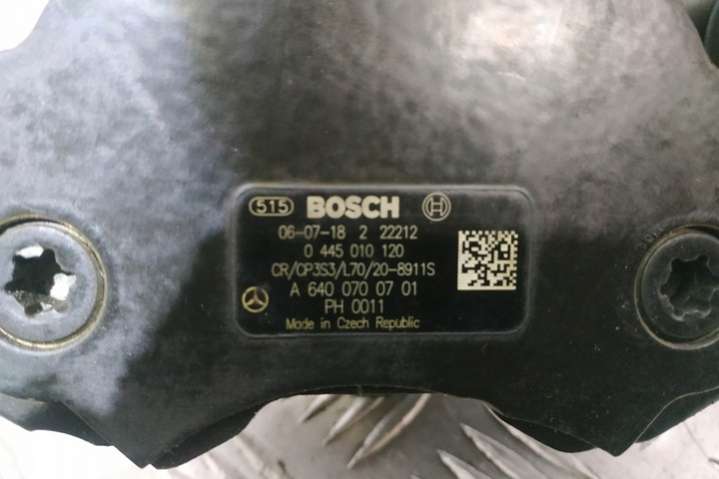 515 BOSCH
06-07-18 2 22212
0 445 010 120
CR/CP3S3/L70/20-8911S
A 640 070 07 01
PH 0011
Made in Czech Republic